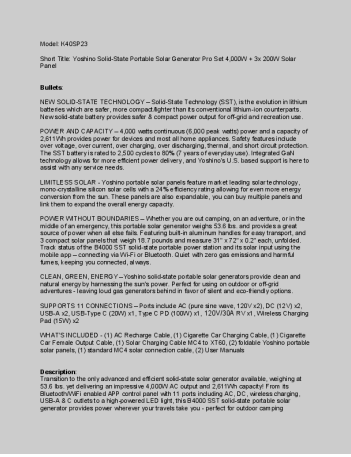 Model: K40SP23
Short Title: Yoshino Solid-State Portable Solar Generator Pro Set 4,000W + 3x 200W Solar
Panel
Bullets:
NEW SOLID-STATE TECHNOLOGY – Solid-State Technology (SST), is the evolution in lithium
batteries which are safer, more compact/lighter than its conventional lithium-ion counterparts.
New solid-state battery provides safer & compact power output for off-grid and recreation use.
POWER AND CAPACITY – 4,000 watts continuous (6,000 peak watts) power and a capacity of
2,611Wh provides power for devices and most all home appliances. Safety features include
over voltage, over current, over charging, over discharging, thermal, and short circuit protection.
The SST battery is rated to 2,500 cycles to 80% (7 years of everyday use). Integrated GaN
technology allows for more efficient power delivery, and Yoshino's U.S. based support is here to
assist with any service needs.
LIMITLESS SOLAR - Yoshino portable solar panels feature market leading solar technology,
mono-crystalline silicon solar cells with a 24% efficiency rating allowing for even more energy
conversion from the sun. These panels are also expandable, you can buy multiple panels and
link them to expand the overall energy capacity.
POWER WITHOUT BOUNDARIES – Whether you are out camping, on an adventure, or in the
middle of an emergency, this portable solar generator weighs 53.6 lbs. and provides a great
source of power when all else fails. Featuring built-in aluminum handles for easy transport, and
3 compact solar panels that weigh 18.7 pounds and measure 31" x 72" x 0.2" each, unfolded.
Track status of the B4000 SST solid-state portable power station and its solar input using the
mobile app – connecting via Wi-Fi or Bluetooth. Quiet with zero gas emissions and harmful
fumes, keeping you connected, always.
CLEAN, GREEN, ENERGY – Yoshino solid-state portable solar generators provide clean and
natural energy by harnessing the sun's power. Perfect for using on outdoor or off-grid
adventures - leaving loud gas generators behind in favor of silent and eco-friendly options.
SUPPORTS 11 CONNECTIONS – Ports include AC (pure sine wave, 120V x2), DC (12V) x2,
USB-A x2, USB-Type C (20W) x1, Type C PD (100W) x1, 120V/30A RV x1, Wireless Charging
Pad (15W) x2
WHAT'S INCLUDED - (1) AC Recharge Cable, (1) Cigarette Car Charging Cable, (1) Cigarette
Car Female Output Cable, (1) Solar Charging Cable MC4 to XT60, (2) foldable Yoshino portable
solar panels, (1) standard MC4 solar connection cable, (2) User Manuals
Description:
Transition to the only advanced and efficient solid-state solar generator available, weighing at
53.6 lbs. yet delivering an impressive 4,000W AC output and 2,611Wh capacity! From its
Bluetooth/WiFi enabled APP control panel with 11 ports including AC, DC, wireless charging,
USB-A & C outlets to a high-powered LED light, this B4000 SST solid-state portable solar
generator provides power wherever your travels take you - perfect for outdoor camping